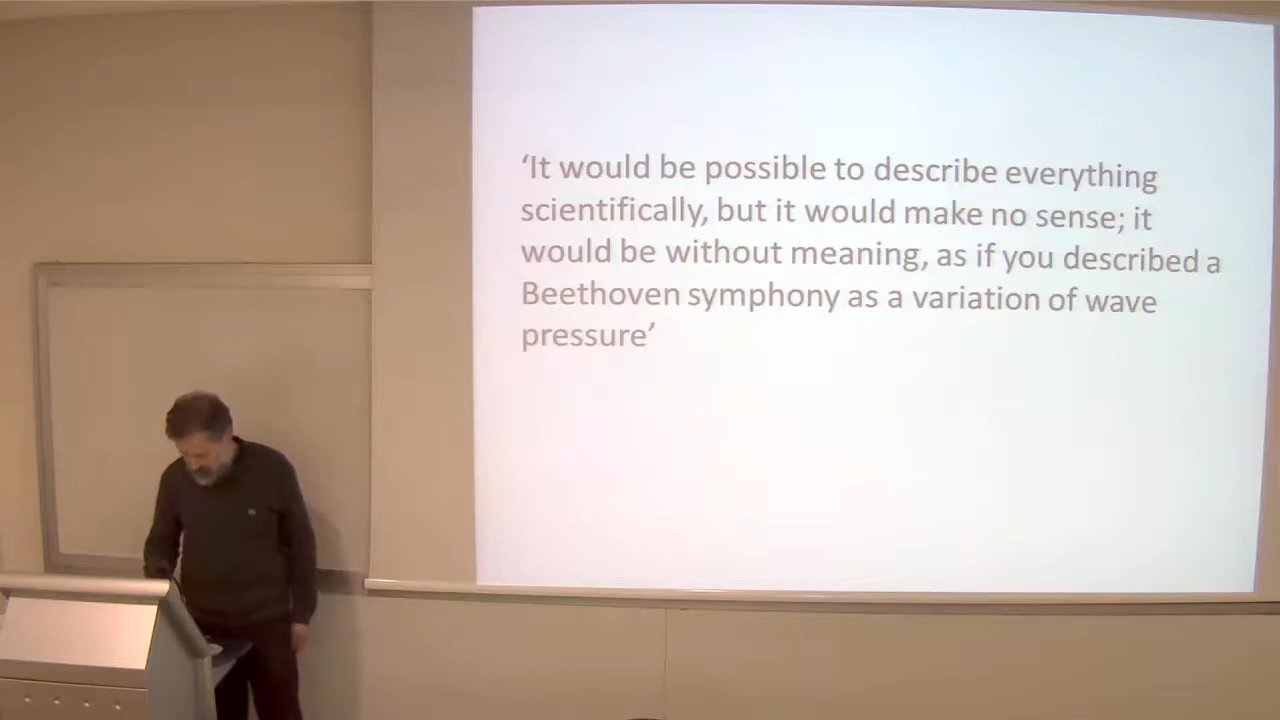 ‘It would be possible to describe everything
scientifically, but it would make no sense; it
would be without meaning, as if you described a
Beethoven symphony as a variation of wave
pressure’